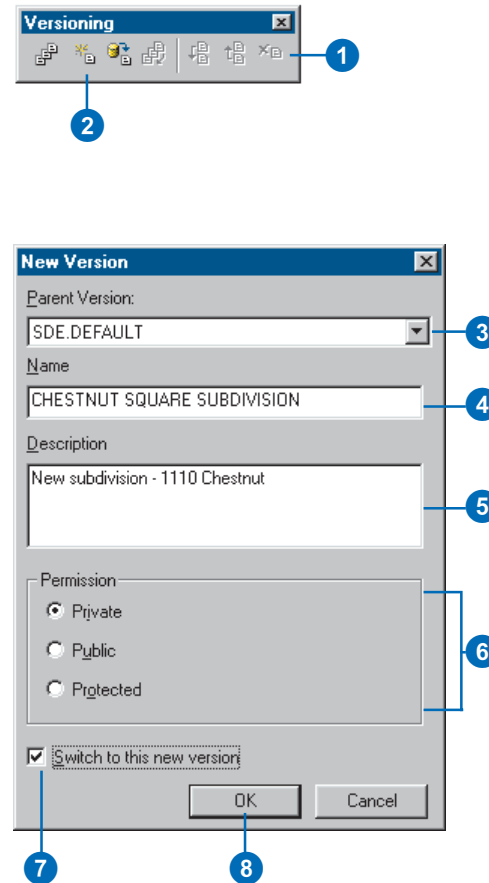 Versioning
1
2
New Version
Parent Version:
SDE.DEFAULT
3
Name
CHESTNUT SQUARE SUBDIVISION
4
Description
New subdivision - 1110 Chestnut
5
Permission
Private
Public
6
Protected
Switch to this new version
OK Cancel
7 8